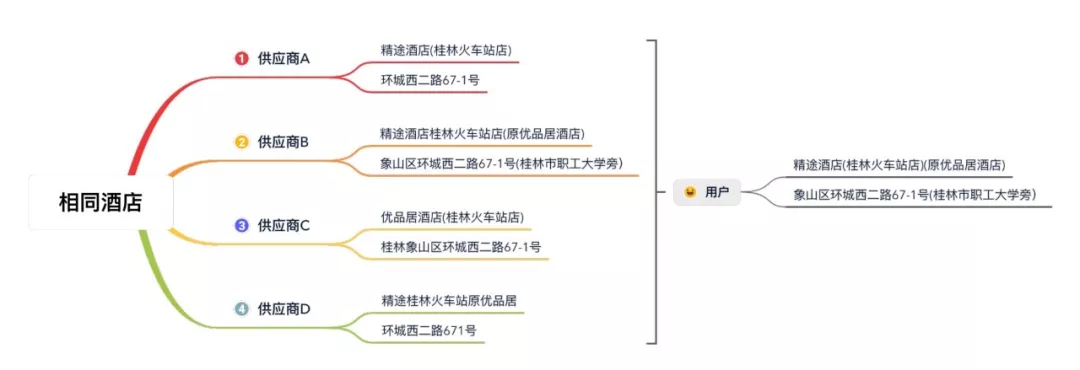 相同酒店
1 供应商A
精途酒店(桂林火车站店)
环城西二路67-1号
2 供应商B
精途酒店桂林火车站店(原优品居酒店)
象山区环城西二路67-1号(桂林市职工大学旁)
3 供应商C
优品居酒店(桂林火车站店)
桂林象山区环城西二路67-1号
4 供应商D
精途桂林火车站原优品居
环城西二路671号
用户
精途酒店(桂林火车站店)(原优品居酒店)
象山区环城西二路67-1号(桂林市职工大学旁)